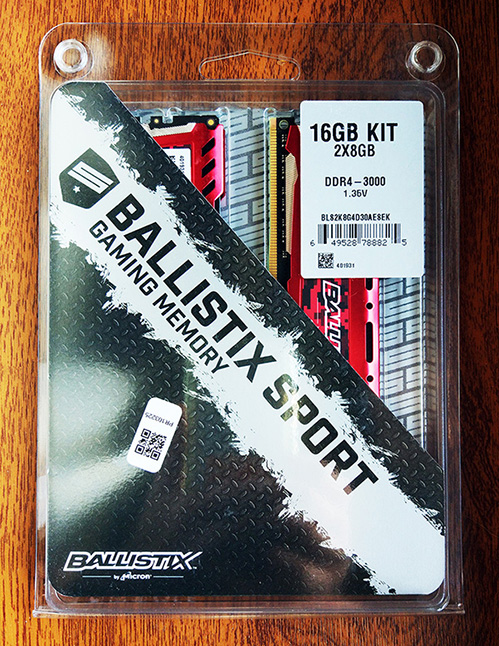 16GB KIT
2X8GB
DDR4-3000
1.35V
BLS2K8G4D30AESEK
6 49528 78882 5
401931
BALLISTIX SPORT
GAMING MEMORY
BALLISTIX
by Micron